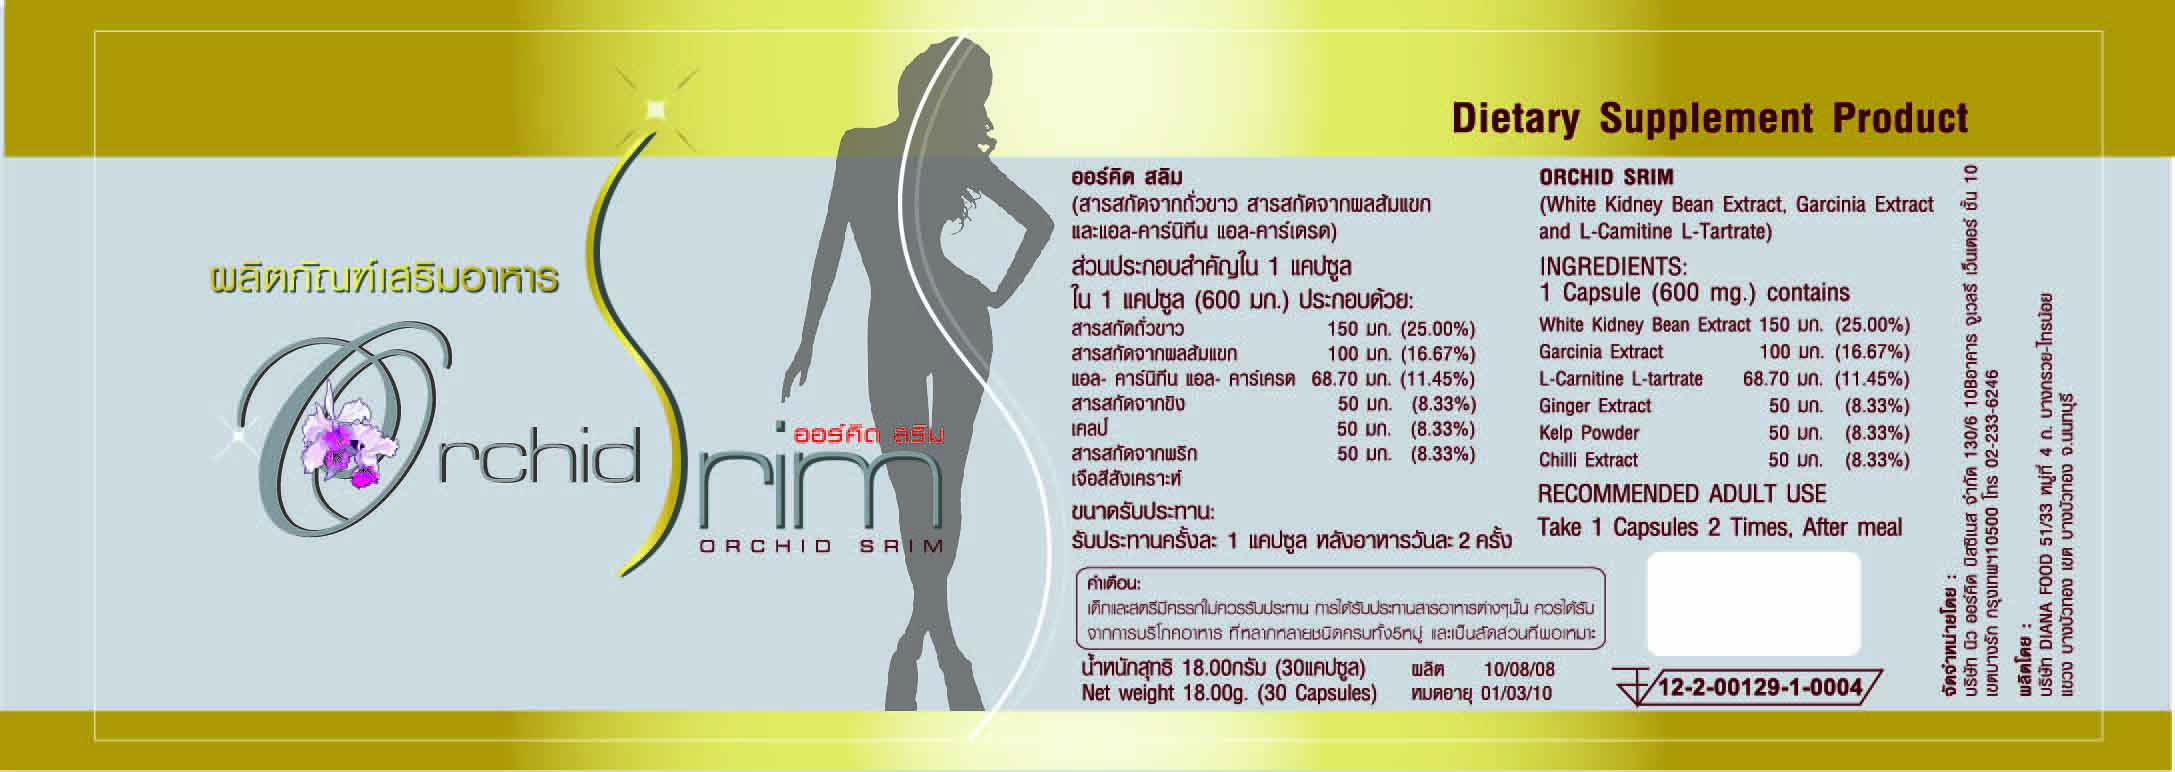 ผลิตภัณฑ์เสริมอาหาร
Orchid Srim
ออร์คิด สริม
ORCHID SRIM
Dietary Supplement Product
ออร์คิด สลิม
(สารสกัดจากถั่วขาว สารสกัดจากผลส้มแขก
และแอล-คาร์นิทีน แอล-คาร์เตรต)
ส่วนประกอบสำคัญใน 1 แคปซูล
ใน 1 แคปซูล (600 มก.) ประกอบด้วย:
สารสกัดถั่วขาว 150 มก. (25.00%)
สารสกัดจากผลส้มแขก 100 มก. (16.67%)
แอล- คาร์นิทีน แอล- คาร์เครด 68.70 มก. (11.45%)
สารสกัดจากขิง 50 มก. (8.33%)
เคลป์ 50 มก. (8.33%)
สารสกัดจากพริก 50 มก. (8.33%)
เจือสีสังเคราะห์
ขนาดรับประทาน:
รับประทานครั้งละ 1 แคปซูล หลังอาหารวันละ 2 ครั้ง
คำเตือน:
เด็กและสตรีมีครรภ์ไม่ควรรับประทาน การได้รับประทานสารอาหารต่างๆนั้น ควรได้รับ
จากการบริโภคอาหาร ที่หลากหลายชนิดครบทั้ง5หมู่ และเป็นสัดส่วนที่พอเหมาะ
น้ำหนักสุทธิ 18.00กรัม (30แคปซูล) ผลิต 10/08/08
Net weight 18.00g. (30 Capsules) หมดอายุ 01/03/10
ORCHID SRIM
(White Kidney Bean Extract, Garcinia Extract
and L-Camitine L-Tartrate)
INGREDIENTS:
1 Capsule (600 mg.) contains
White Kidney Bean Extract 150 มก. (25.00%)
Garcinia Extract 100 มก. (16.67%)
L-Carnitine L-tartrate 68.70 มก. (11.45%)
Ginger Extract 50 มก. (8.33%)
Kelp Powder 50 มก. (8.33%)
Chilli Extract 50 มก. (8.33%)
RECOMMENDED ADULT USE
Take 1 Capsules 2 Times, After meal
12-2-00129-1-0004
จัดจำหน่ายโดย :
บริษัท นิว ออร์คิด บิสซิเนส จำกัด 130/6 10Bอาคาร จูเวลรี เว็นเตอร์ ชั้น 10
เขตบางรัก กรุงเทพฯ10500 โทร 02-233-6246
ผลิตโดย :
บริษัท DIANA FOOD 51/33 หมู่ที่ 4 ถ. บางกรวย-ไทรน้อย
แขวง บางบัวทอง เขต บางบัวทอง จ.นนทบุรี